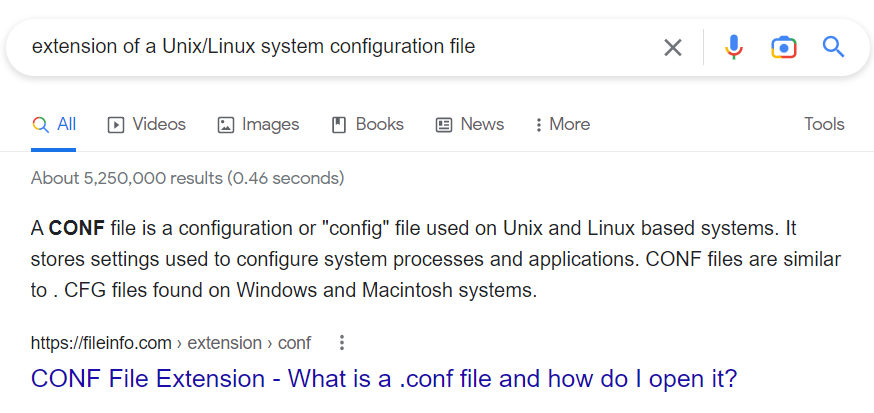 extension of a Unix/Linux system configuration file
All Videos Images Books News More Tools
About 5,250,000 results (0.46 seconds)
A CONF file is a configuration or "config" file used on Unix and Linux based systems. It
stores settings used to configure system processes and applications. CONF files are similar
to . CFG files found on Windows and Macintosh systems.
https://fileinfo.com › extension › conf
CONF File Extension - What is a .conf file and how do I open it?